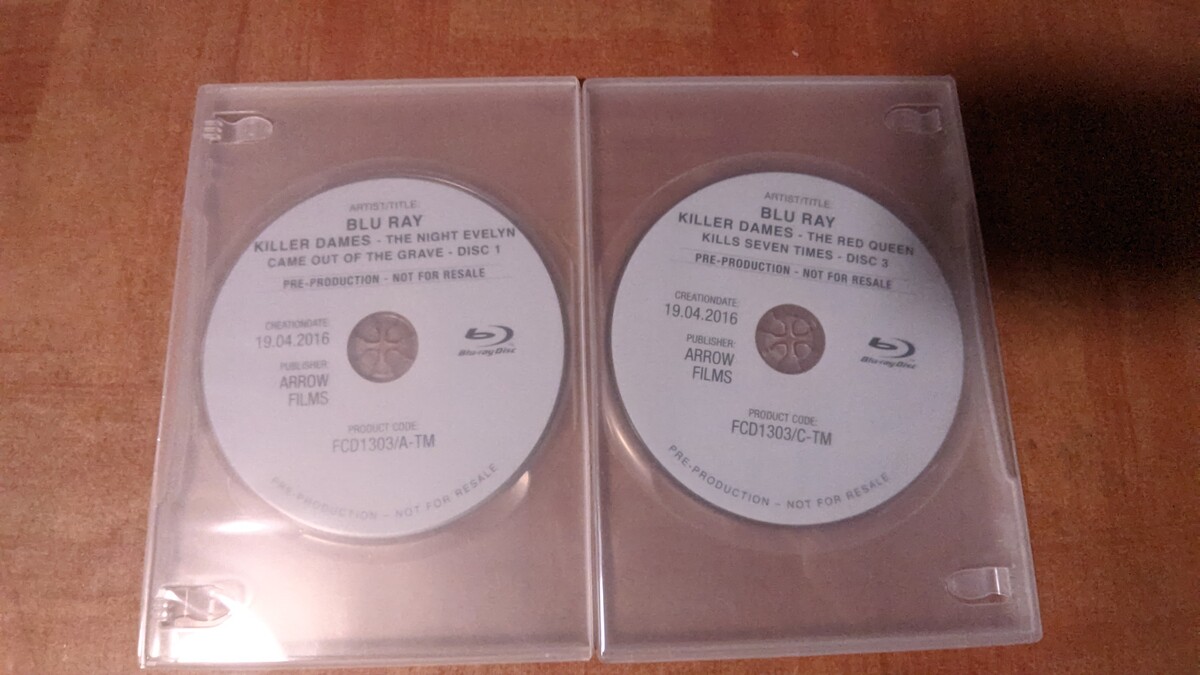 ARTIST/TITLE:
BLU RAY
KILLER DAMES - THE NIGHT EVELYN
CAME OUT OF THE GRAVE - DISC 1
PRE-PRODUCTION - NOT FOR RESALE
CREATIONDATE:
19.04.2016
PUBLISHER:
ARROW
FILMS
Blu-ray Disc
PRODUCT CODE:
FCD1303/A-TM
PRE-PRODUCTION - NOT FOR RESALE
ARTIST/TITLE:
BLU RAY
KILLER DAMES - THE RED QUEEN
KILLS SEVEN TIMES - DISC 3
PRE-PRODUCTION - NOT FOR RESALE
CREATIONDATE:
19.04.2016
PUBLISHER:
ARROW
FILMS
Blu-ray Disc
PRODUCT CODE:
FCD1303/C-TM
PRE-PRODUCTION - NOT FOR RESALE